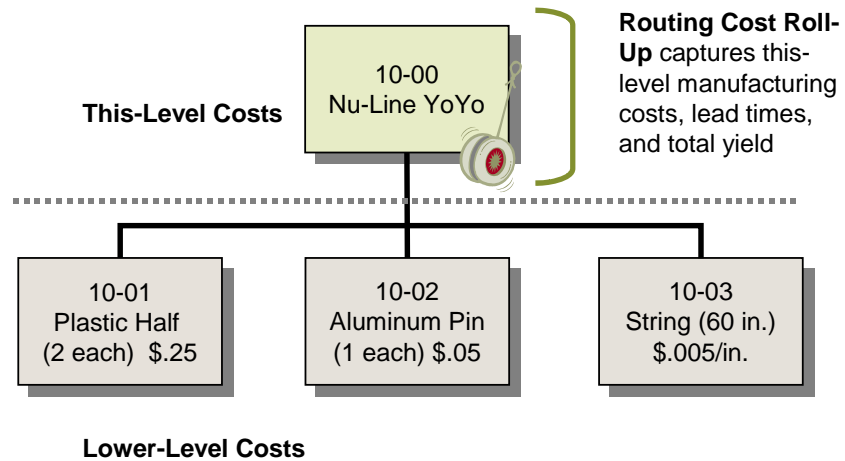 Routing Cost Roll-
Up captures this-
level manufacturing
costs, lead times,
and total yield
10-00
Nu-Line YoYo
This-Level Costs
10-01
Plastic Half
(2 each) $.25
10-02
Aluminum Pin
(1 each) $.05
10-03
String (60 in.)
$.005/in.
Lower-Level Costs